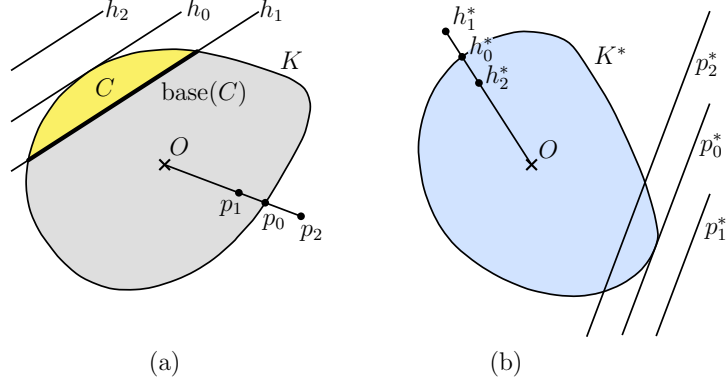 h₂ h₀ h₁
C base(C) K
O
p₁ p₀ p₂
(a)
h₁*
h₀* K*
h₂* p₂*
O p₀*
p₁*
(b)